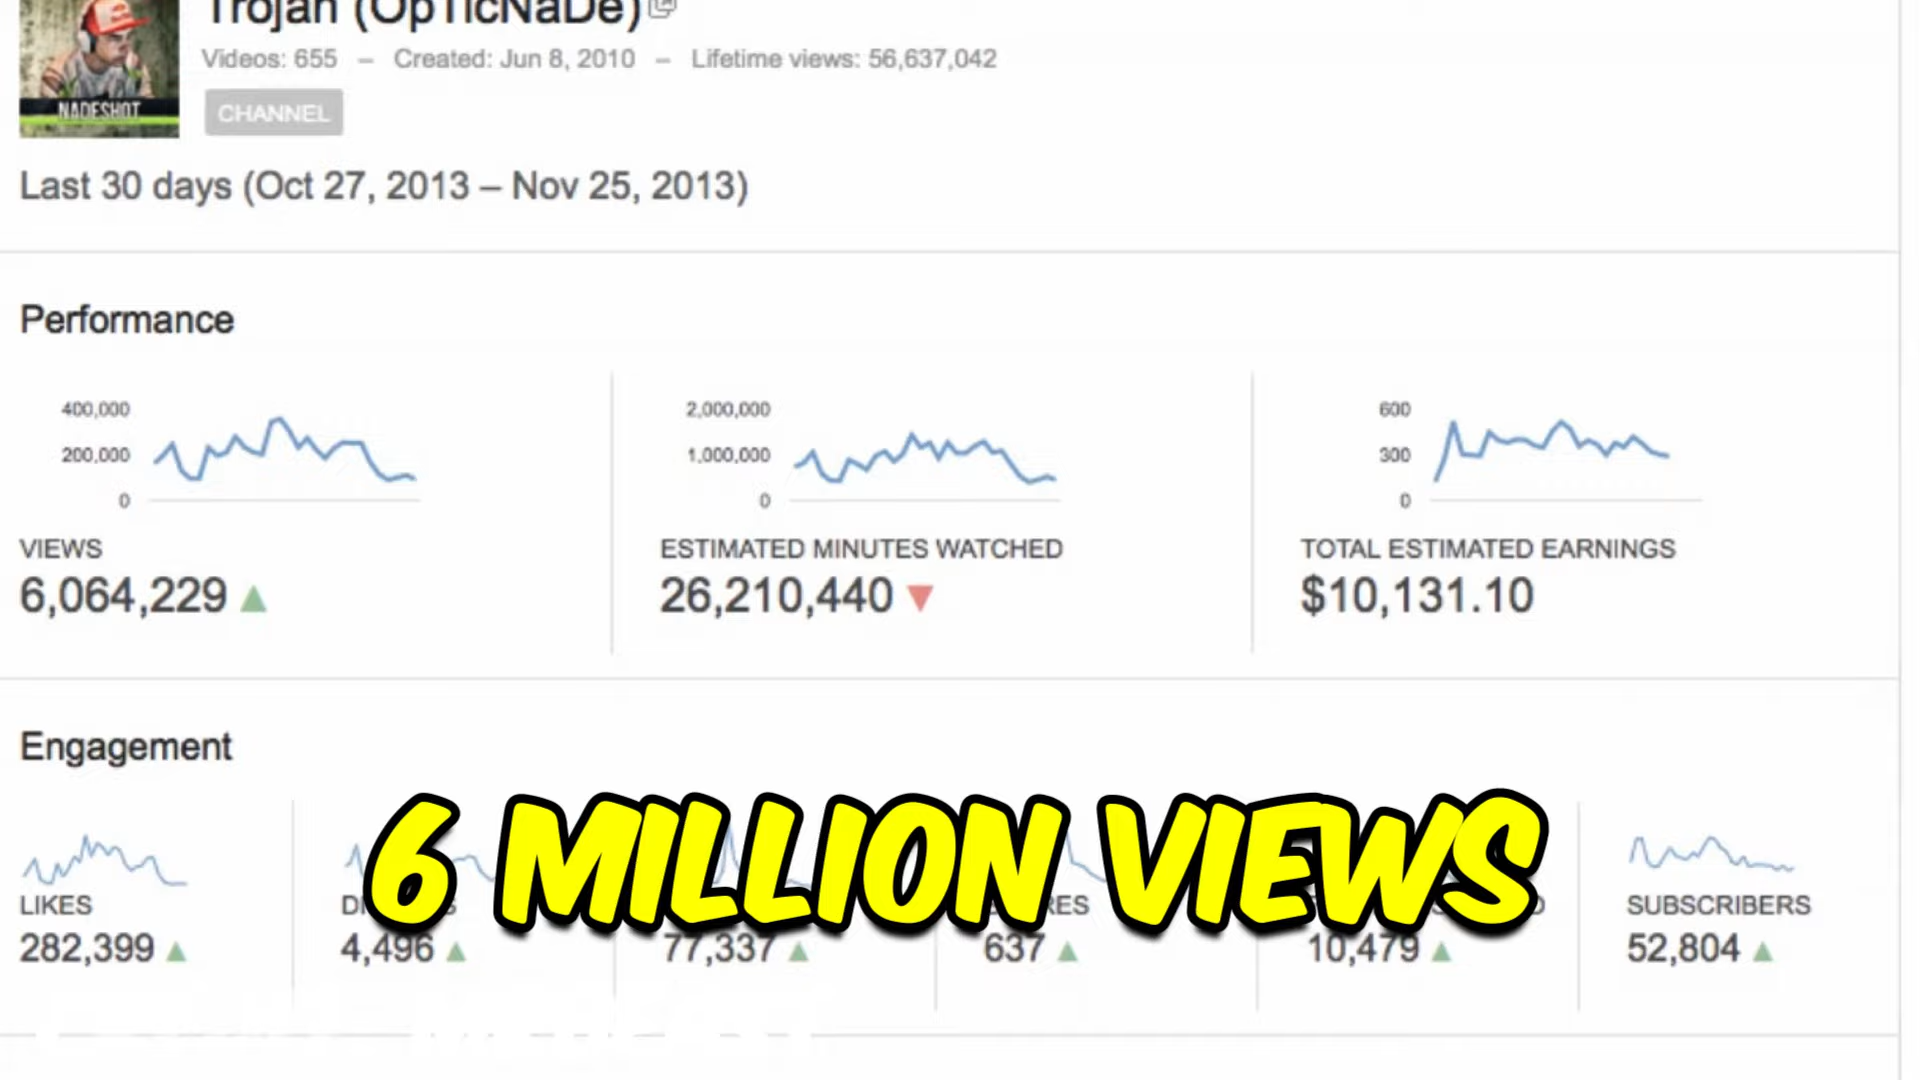 Trojan (OpTicNaDe)
Videos: 655 – Created: Jun 8, 2010 – Lifetime views: 56,637,042
NADESHOT
CHANNEL
Last 30 days (Oct 27, 2013 – Nov 25, 2013)
Performance
400,000
200,000
0
VIEWS
6,064,229
2,000,000
1,000,000
0
ESTIMATED MINUTES WATCHED
26,210,440
600
300
0
TOTAL ESTIMATED EARNINGS
$10,131.10
Engagement
6 MILLION VIEWS
LIKES
282,399
4,496
77,337
637
10,479
SUBSCRIBERS
52,804